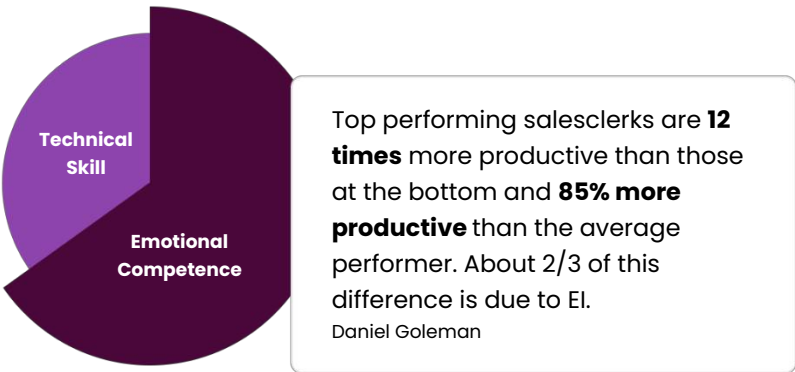 Technical
Skill
Emotional
Competence
Top performing salesclerks are 12
times more productive than those
at the bottom and 85% more
productive than the average
performer. About 2/3 of this
difference is due to EI.
Daniel Goleman